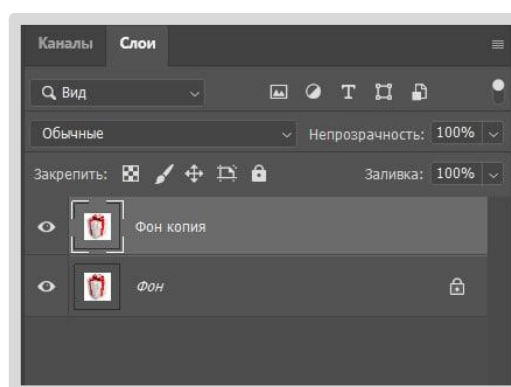 Каналы Слои
Вид
Обычные Непрозрачность: 100%
Закрепить: Заливка: 100%
Фон копия
Фон